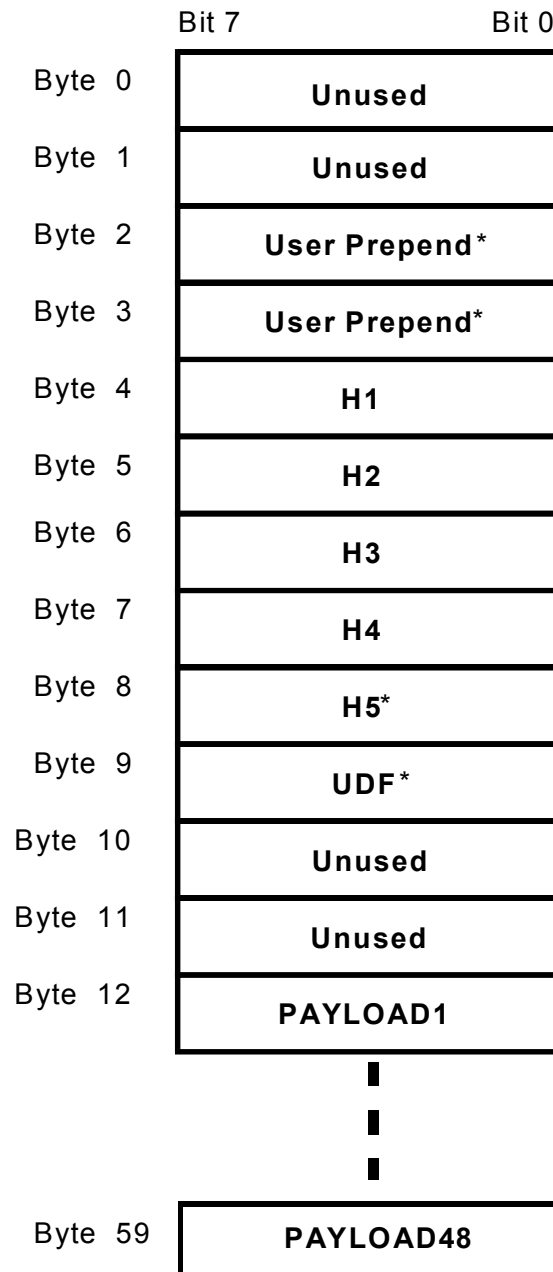 Bit 7 Bit 0
Byte 0 Unused
Byte 1 Unused
Byte 2 User Prepend*
Byte 3 User Prepend*
Byte 4 H1
Byte 5 H2
Byte 6 H3
Byte 7 H4
Byte 8 H5*
Byte 9 UDF*
Byte 10 Unused
Byte 11 Unused
Byte 12 PAYLOAD1
Byte 59 PAYLOAD48